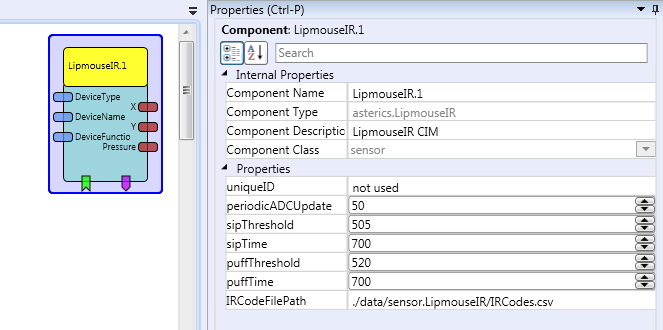 LipmouseIR.1
DeviceType
X
DeviceName
Y
DeviceFunctio
Pressure
Properties (Ctrl-P)
Component: LipmouseIR.1
A Z Search
Internal Properties
Component Name LipmouseIR.1
Component Type asterics.LipmouseIR
Component Descriptio LipmouseIR CIM
Component Class sensor
Properties
uniqueID not used
periodicADCUpdate 50
sipThreshold 505
sipTime 700
puffThreshold 520
puffTime 700
IRCodeFilePath ./data/sensor.LipmouseIR/IRCodes.csv